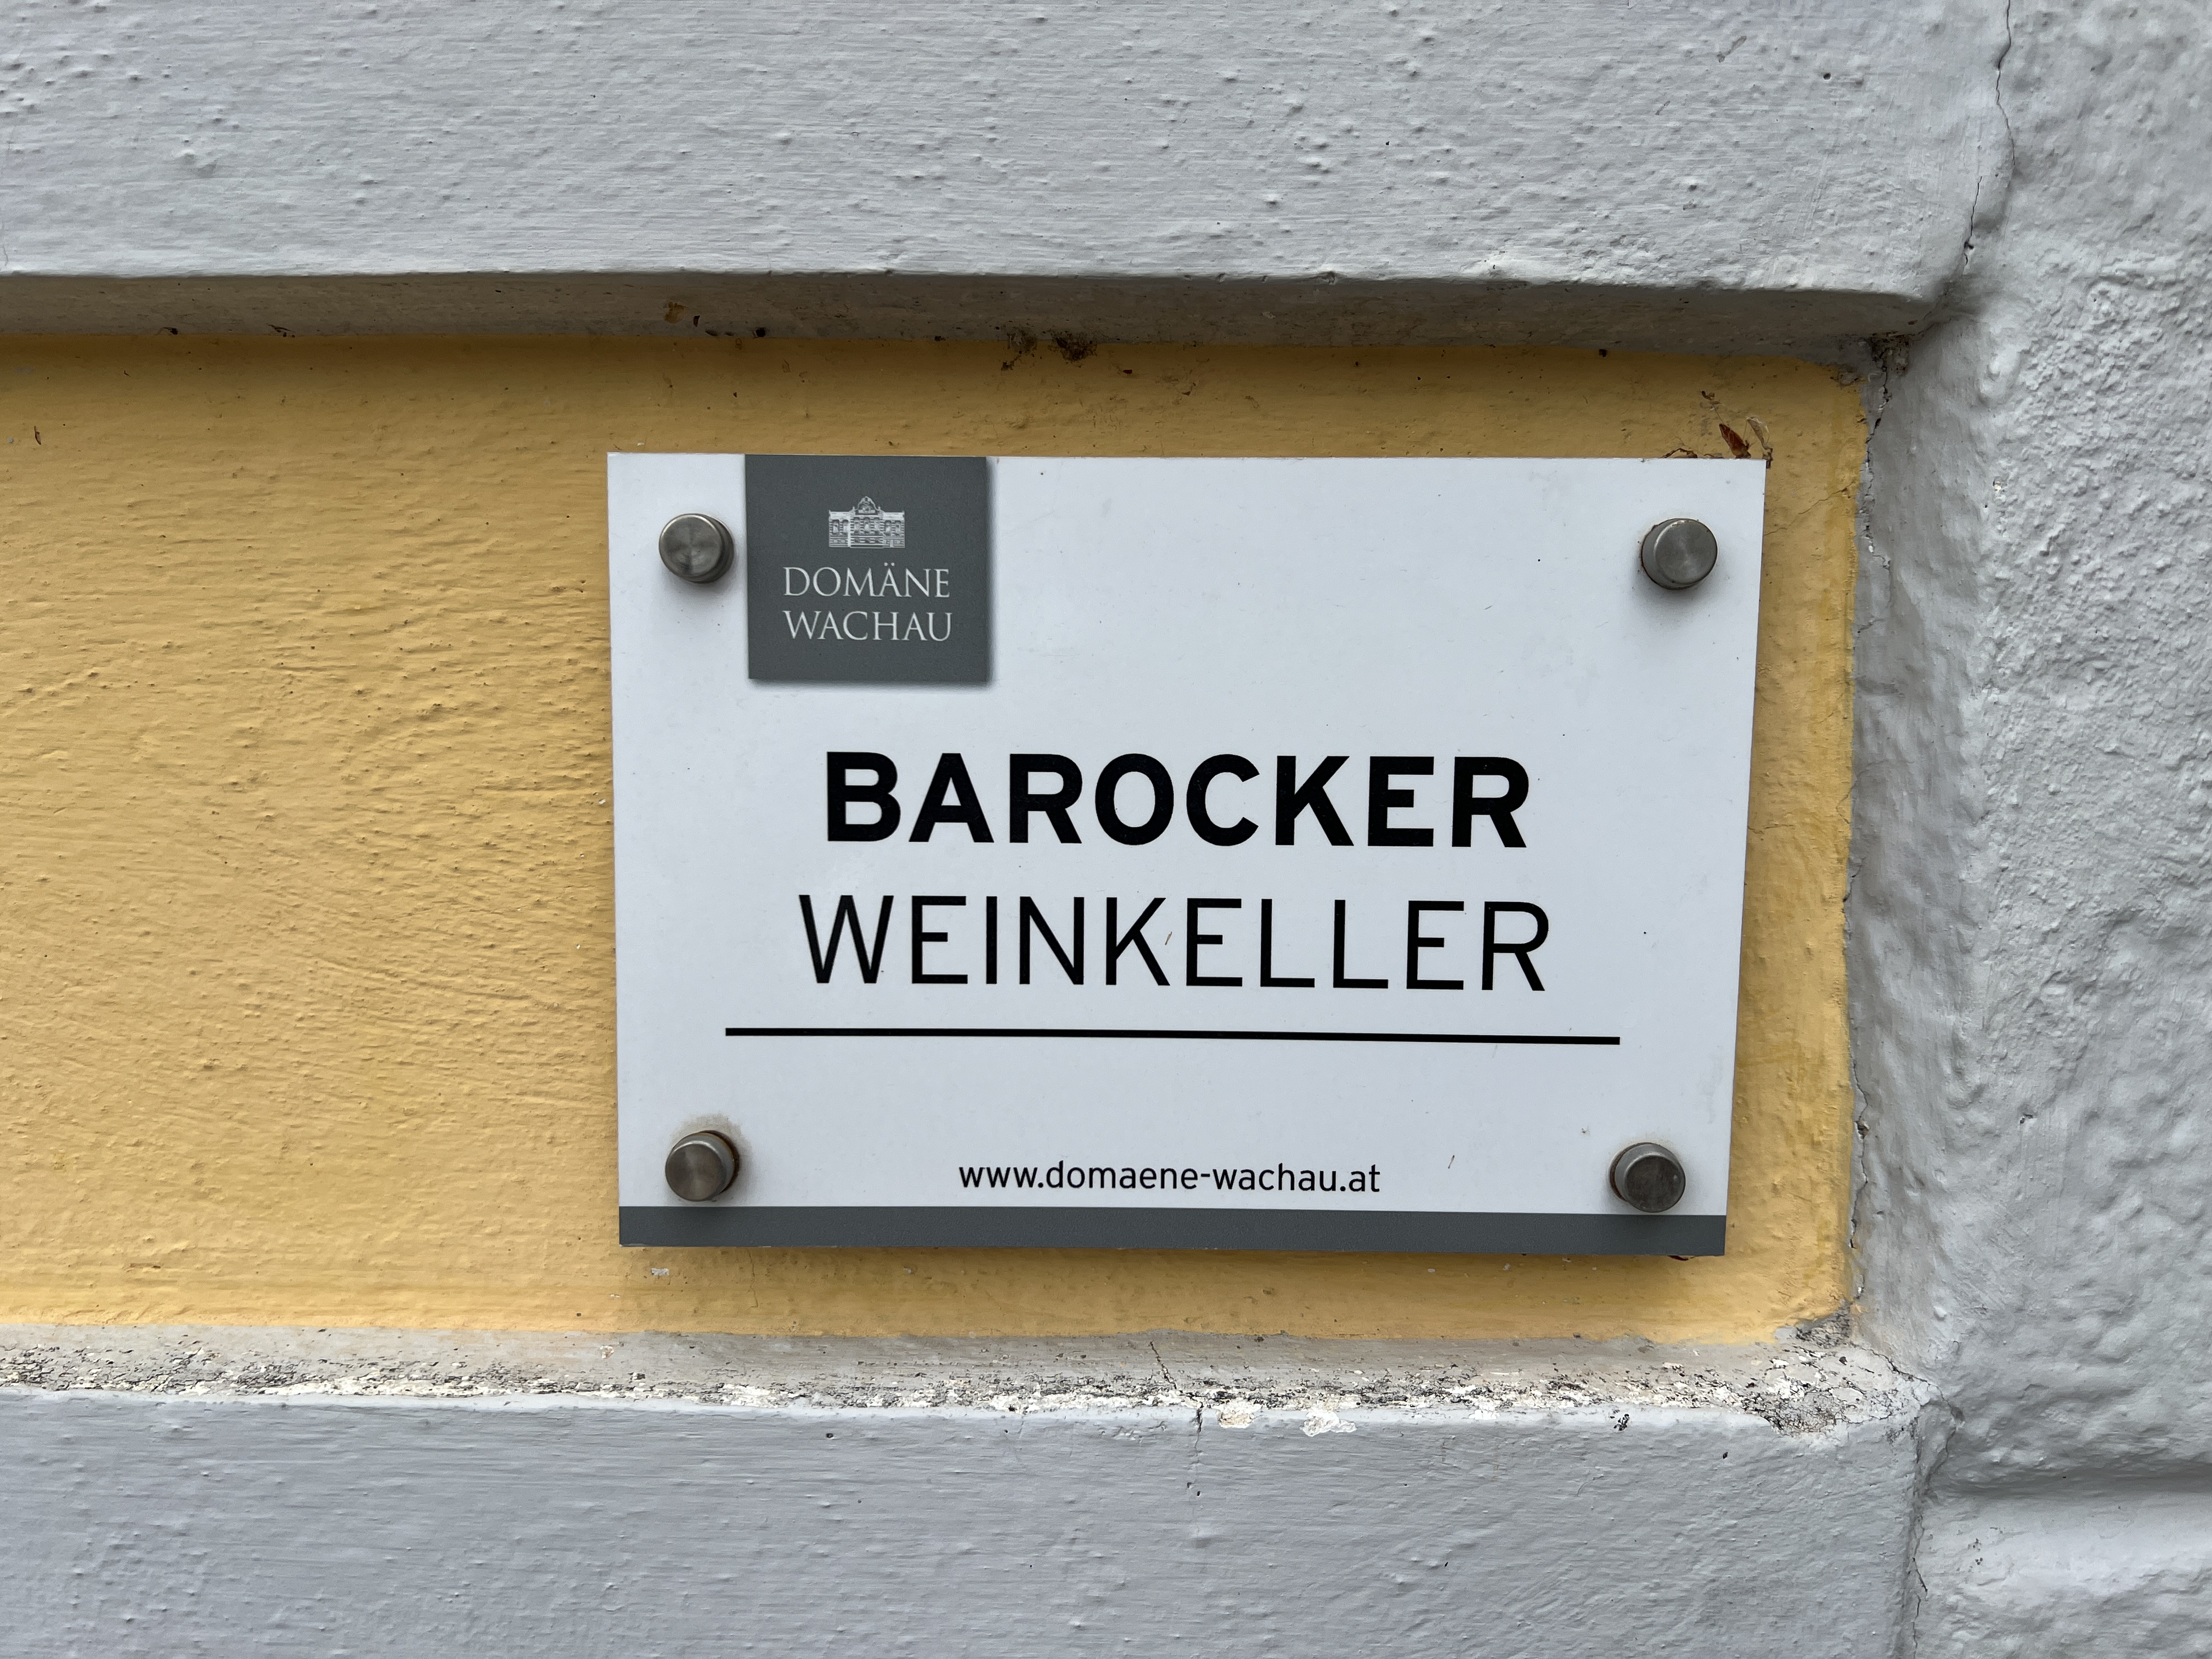 DOMÄNE
WACHAU
BAROCKER
WEINKELLER
www.domaene-wachau.at